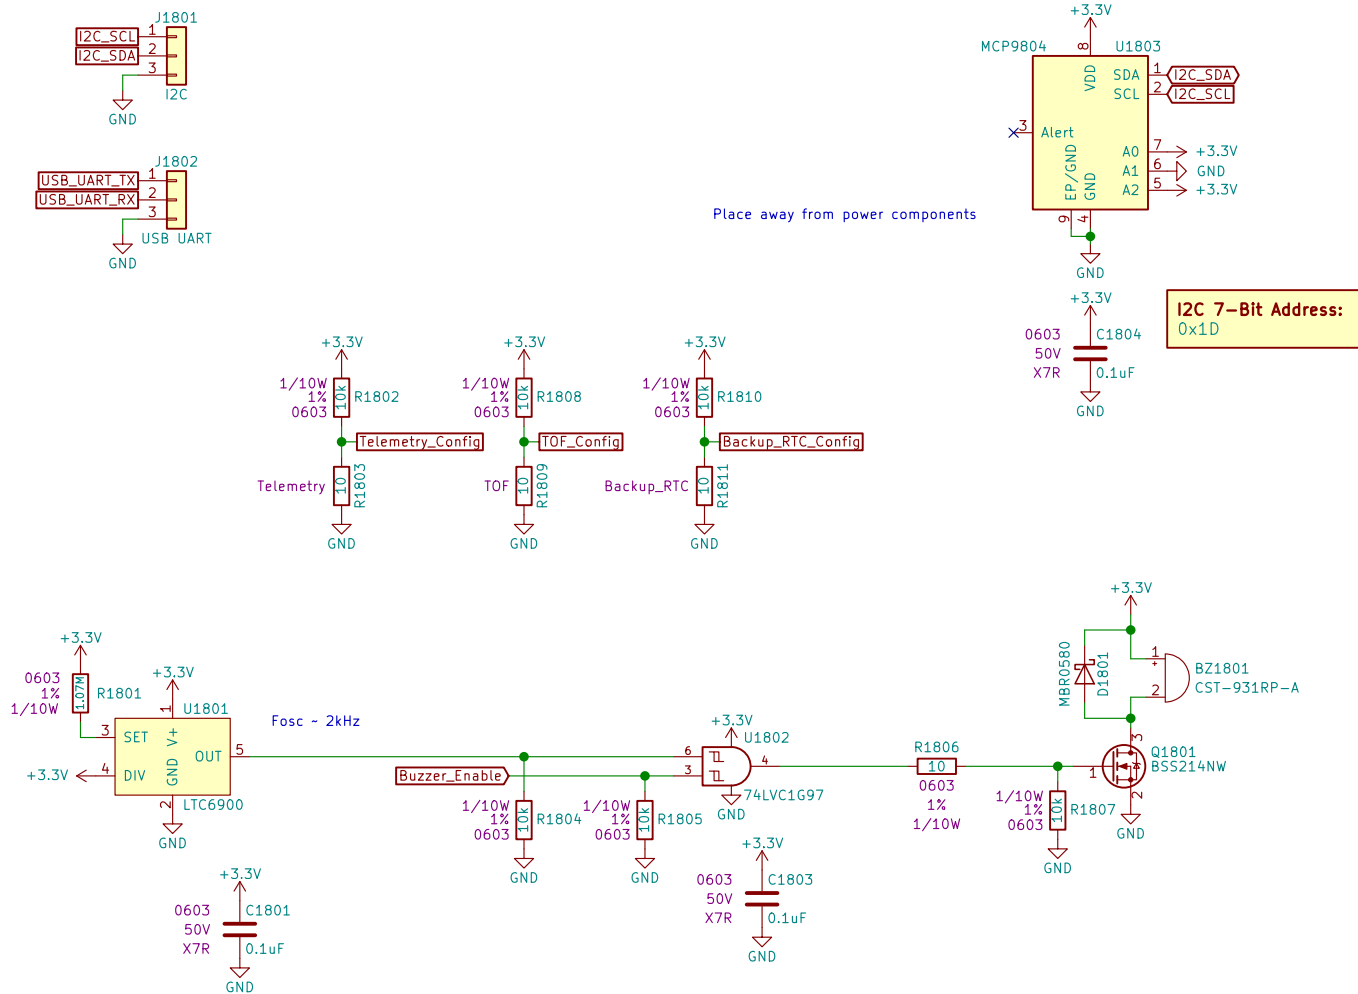 J1801
I2C_SCL
1
I2C_SDA
2
3
I2C
GND
J1802
USB_UART_TX
1
USB_UART_RX
2
3
USB UART
GND
+3.3V
MCP9804
U1803
8
VDD
SDA
1
I2C_SDA
SCL
2
I2C_SCL
3
Alert
A0
7
+3.3V
A1
6
GND
A2
5
+3.3V
EP/GND
GND
9
4
GND
Place away from power components
I2C 7-Bit Address:
0x1D
+3.3V
0603
C1804
50V
X7R
0.1uF
GND
+3.3V
1/10W
1%
0603
10k
R1802
Telemetry_Config
Telemetry
10
R1803
GND
+3.3V
1/10W
1%
0603
10k
R1808
TOF_Config
TOF
10
R1809
GND
+3.3V
1/10W
1%
0603
10k
R1810
Backup_RTC_Config
Backup_RTC
10
R1811
GND
+3.3V
0603
1%
1/10W
1.07M
R1801
+3.3V
1
U1801
3
SET
V+
OUT
5
+3.3V
4
DIV
GND
2
LTC6900
GND
Fosc ~ 2kHz
Buzzer_Enable
1/10W
1%
0603
10k
R1804
GND
1/10W
1%
0603
10k
R1805
GND
+3.3V
U1802
6
3
4
74LVC1G97
GND
R1806
10
0603
1%
1/10W
1/10W
1%
0603
10k
R1807
GND
+3.3V
MBR0580
D1801
1
+
2
BZ1801
CST-931RP-A
3
Q1801
BSS214NW
1
2
GND
+3.3V
0603
C1801
50V
X7R
0.1uF
GND
+3.3V
0603
C1803
50V
X7R
0.1uF
GND